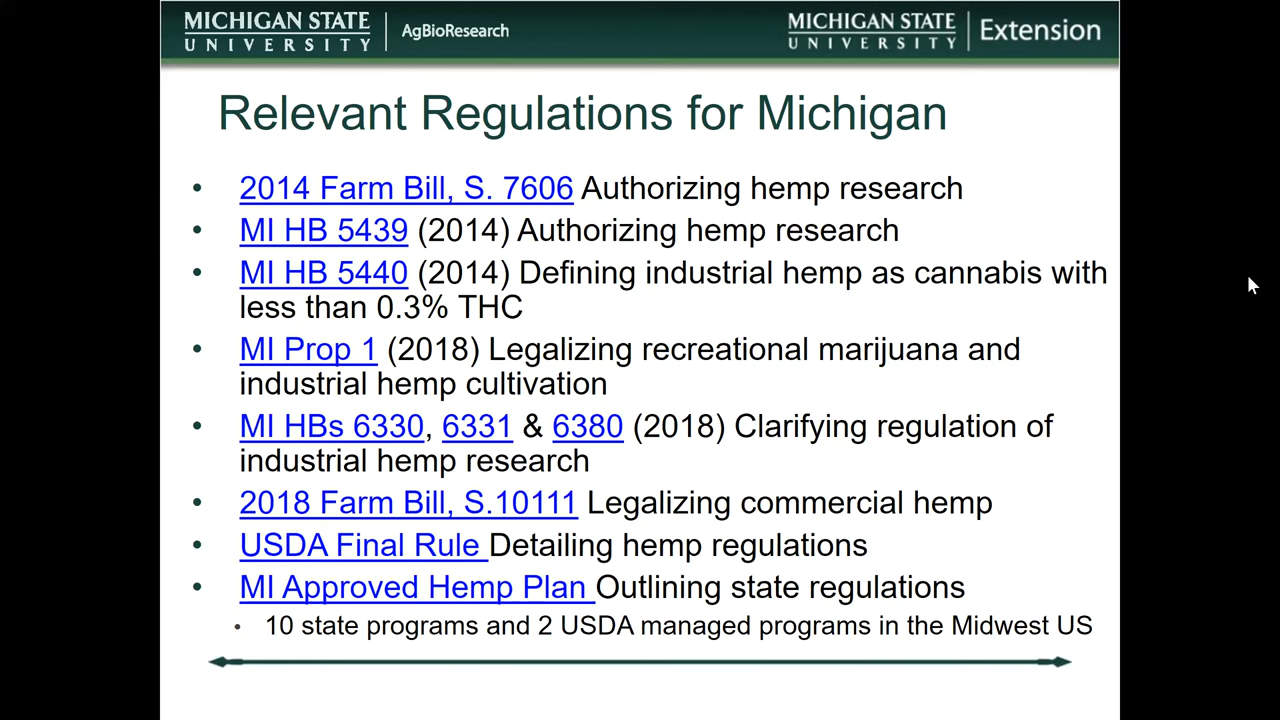 MICHIGAN STATE
UNIVERSITY
AgBioResearch
MICHIGAN STATE
UNIVERSITY
Extension
Relevant Regulations for Michigan
• 2014 Farm Bill, S. 7606 Authorizing hemp research
• MI HB 5439 (2014) Authorizing hemp research
• MI HB 5440 (2014) Defining industrial hemp as cannabis with
less than 0.3% THC
• MI Prop 1 (2018) Legalizing recreational marijuana and
industrial hemp cultivation
• MI HBs 6330, 6331 & 6380 (2018) Clarifying regulation of
industrial hemp research
• 2018 Farm Bill, S.10111 Legalizing commercial hemp
• USDA Final Rule Detailing hemp regulations
• MI Approved Hemp Plan Outlining state regulations
• 10 state programs and 2 USDA managed programs in the Midwest US